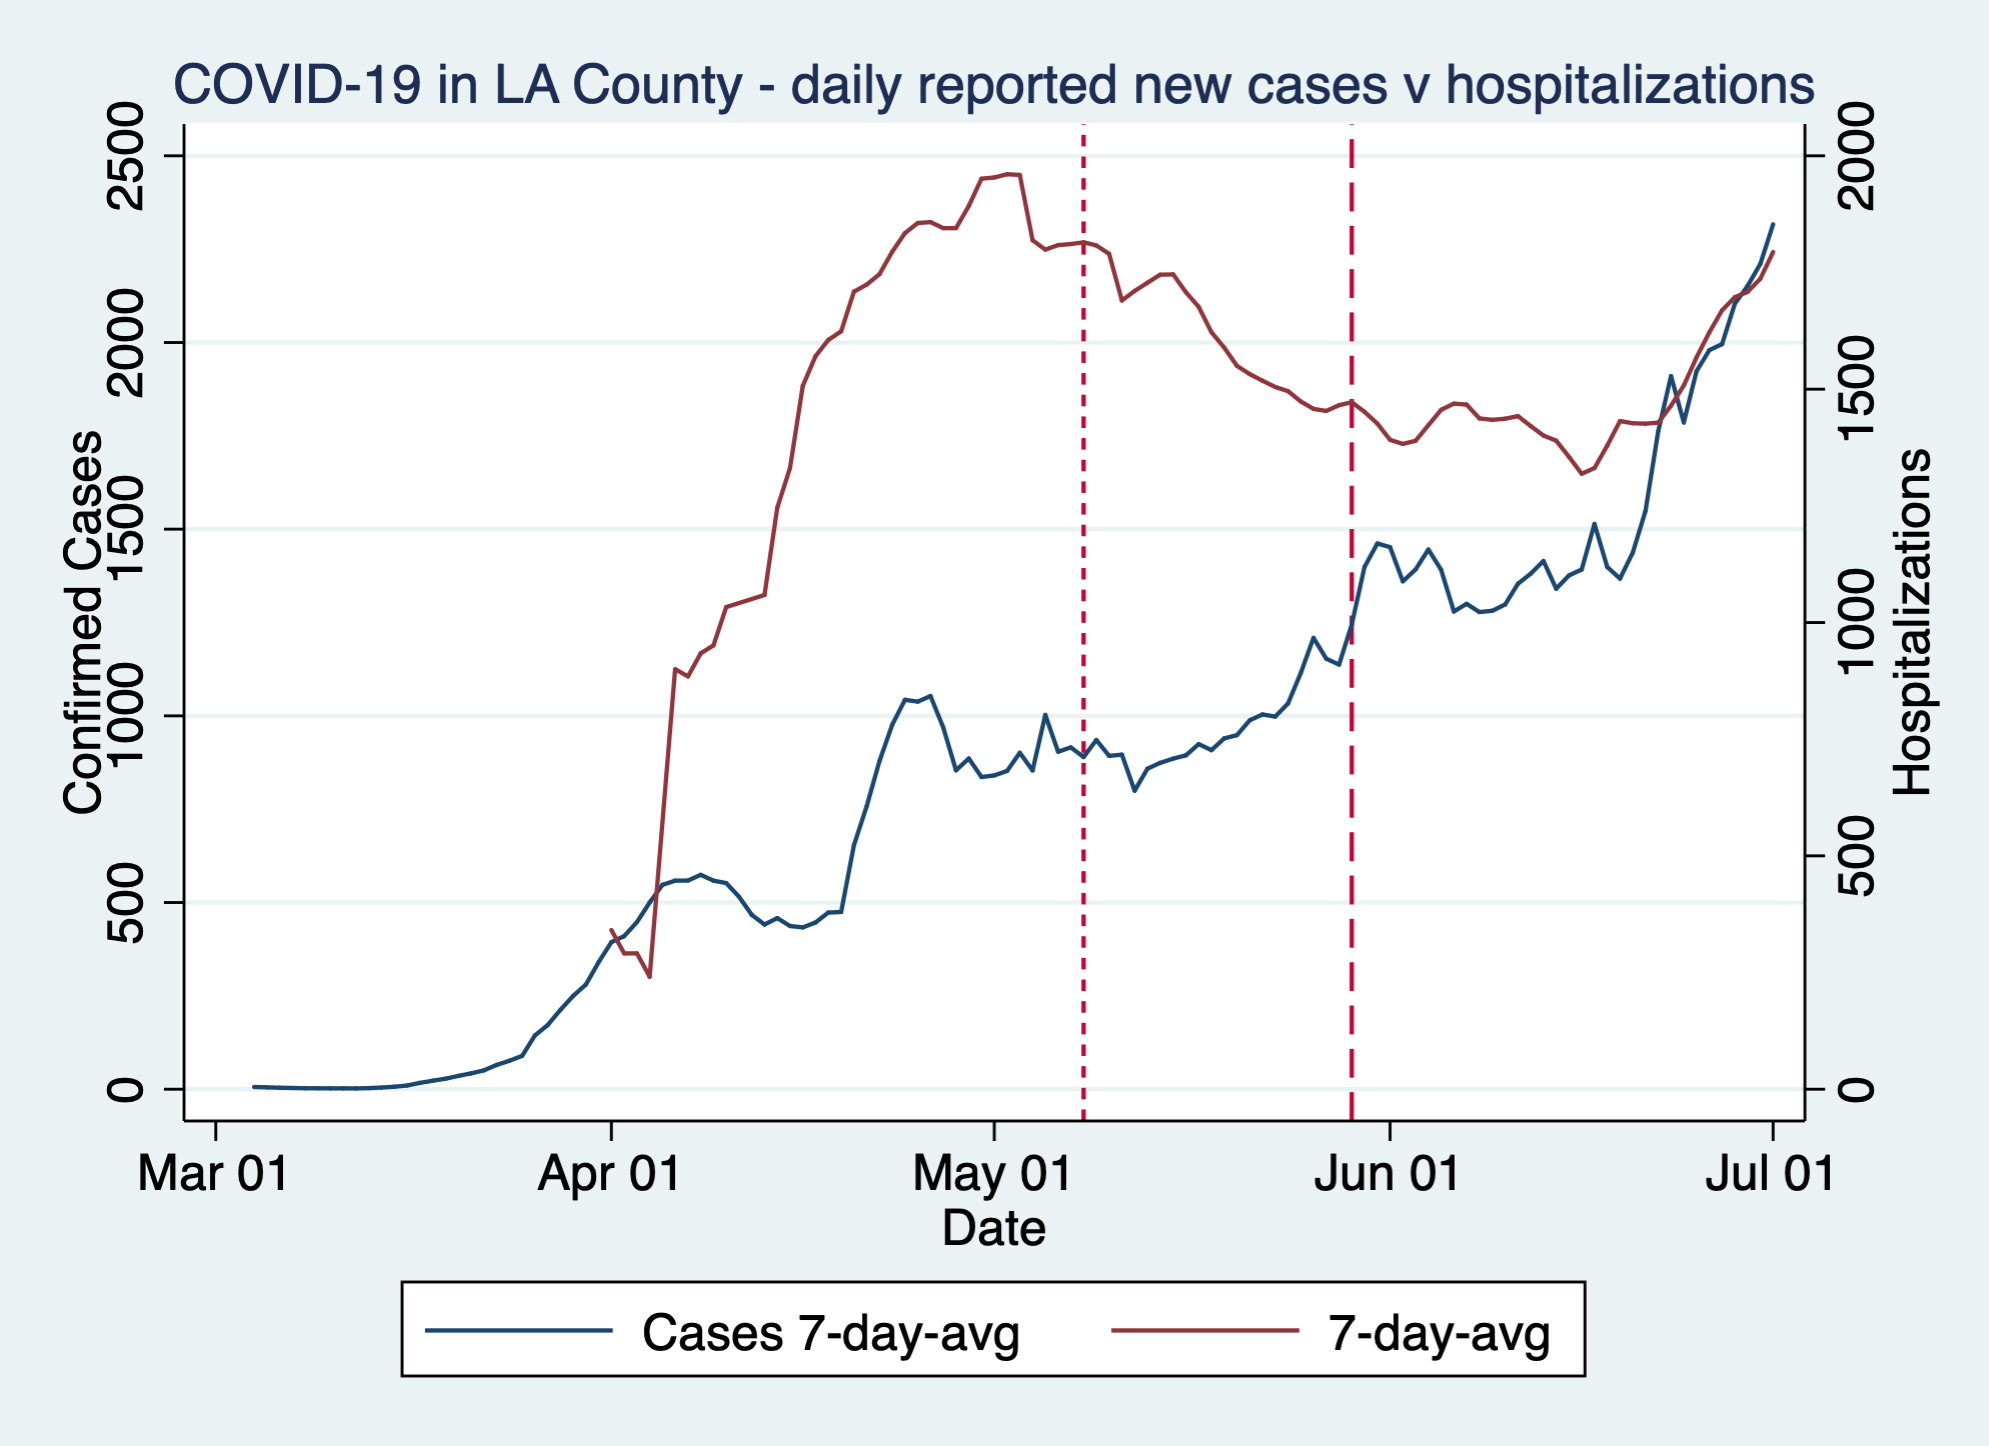 COVID-19 in LA County - daily reported new cases v hospitalizations
Confirmed Cases
2500
2000
1500
1000
500
0
2000
1500
1000
500
0
Hospitalizations
Mar 01
Apr 01
May 01
Jun 01
Jul 01
Date
Cases 7-day-avg
7-day-avg